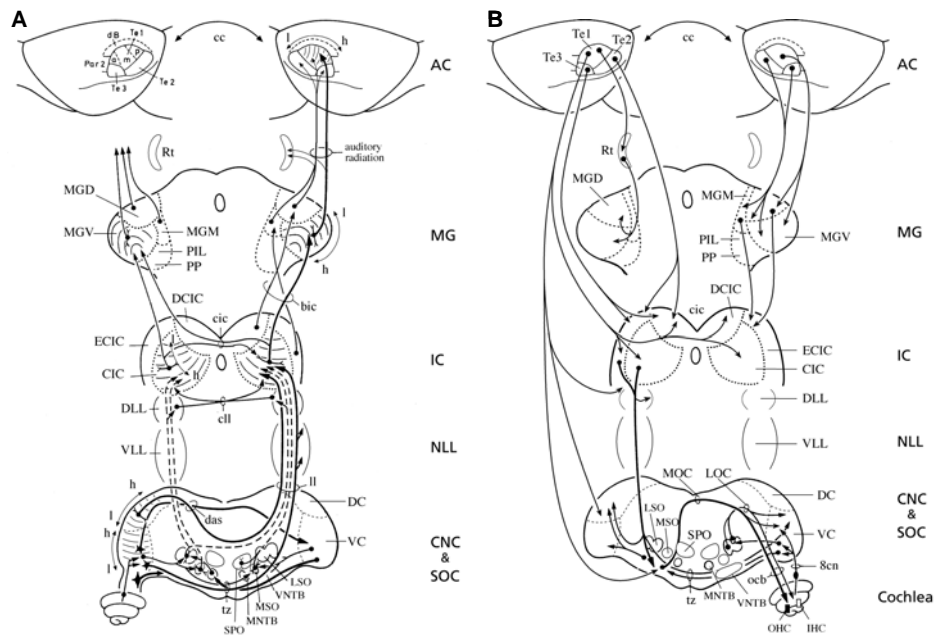 A
dB
Te1
Par 2
a
m
p
Te 3
Te 2
cc
l
h
AC
Rt
auditory
radiation
MGD
MGV
MGM
PIL
PP
l
h
MG
bic
DCIC
cic
ECIC
CIC
h
IC
DLL
cll
VLL
NLL
ll
h
l
h
l
das
DC
VC
CNC
&
SOC
LSO
VNTB
MSO
MNTB
SPO
tz
B
Te1
Te2
Te3
cc
AC
Rt
MGD
MGM
PIL
PP
MGV
MG
DCIC
cic
ECIC
CIC
IC
DLL
VLL
NLL
MOC
LOC
DC
VC
CNC
&
SOC
LSO
MSO
SPO
8cn
ocb
MNTB
VNTB
tz
Cochlea
OHC
IHC